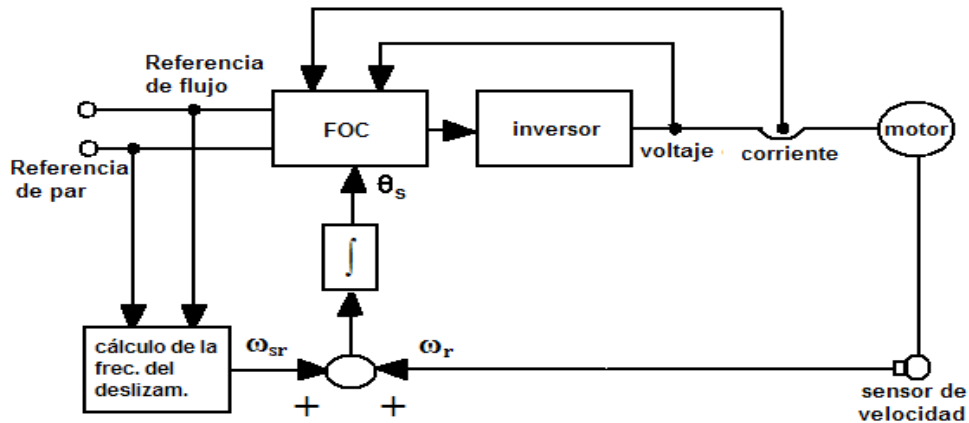 Referencia
de flujo
FOC
inversor
motor
voltaje
corriente
Referencia
de par
θs
∫
cálculo de la
frec. del
deslizam.
ωsr
ωr
+ +
sensor de
velocidad